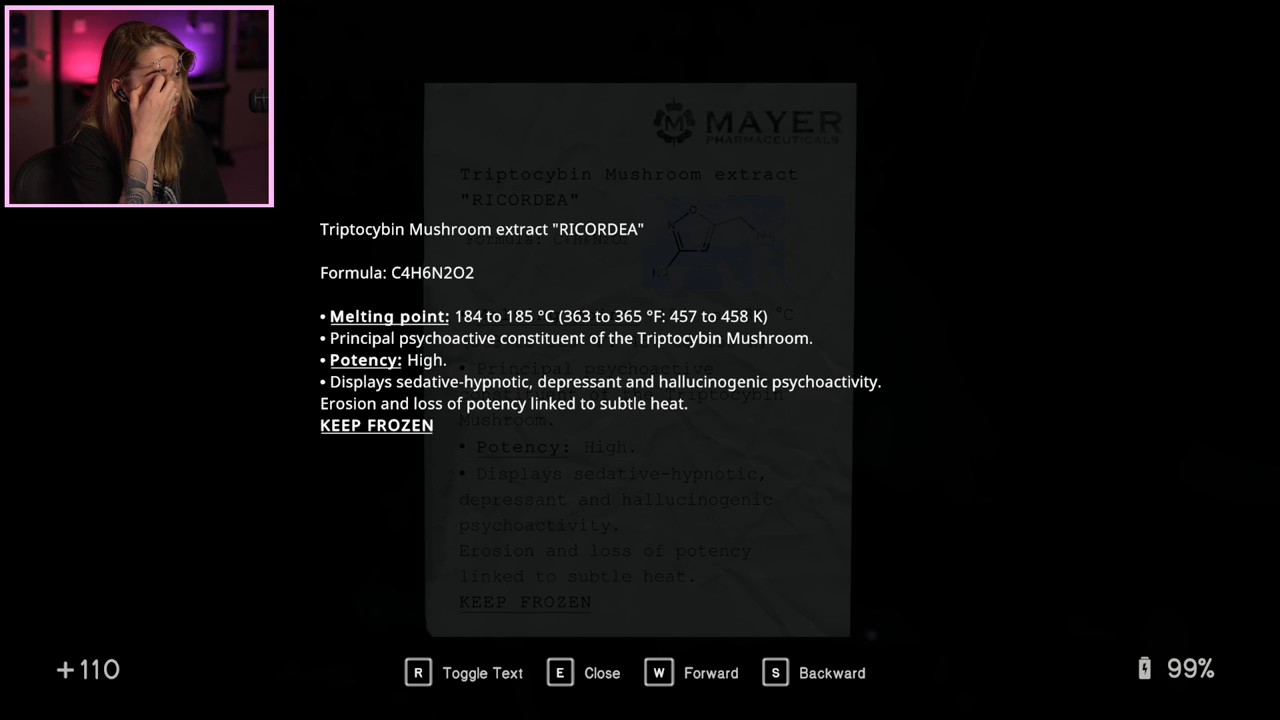 MAYER
PHARMACEUTICALS
Triptocybin Mushroom extract
"RICORDEA"
Triptocybin Mushroom extract "RICORDEA"
Formula: C4H6N2O2
• Melting point: 184 to 185 °C (363 to 365 °F: 457 to 458 K)
• Principal psychoactive constituent of the Triptocybin Mushroom.
• Potency: High.
• Displays sedative-hypnotic, depressant and hallucinogenic psychoactivity.
Erosion and loss of potency linked to subtle heat.
KEEP FROZEN
°C
• Principal psychoactive
Mushroom.
• Potency: High.
• Displays sedative-hypnotic,
depressant and hallucinogenic
psychoactivity.
Erosion and loss of potency
linked to subtle heat.
KEEP FROZEN
+110
R Toggle Text E Close W Forward S Backward
99%